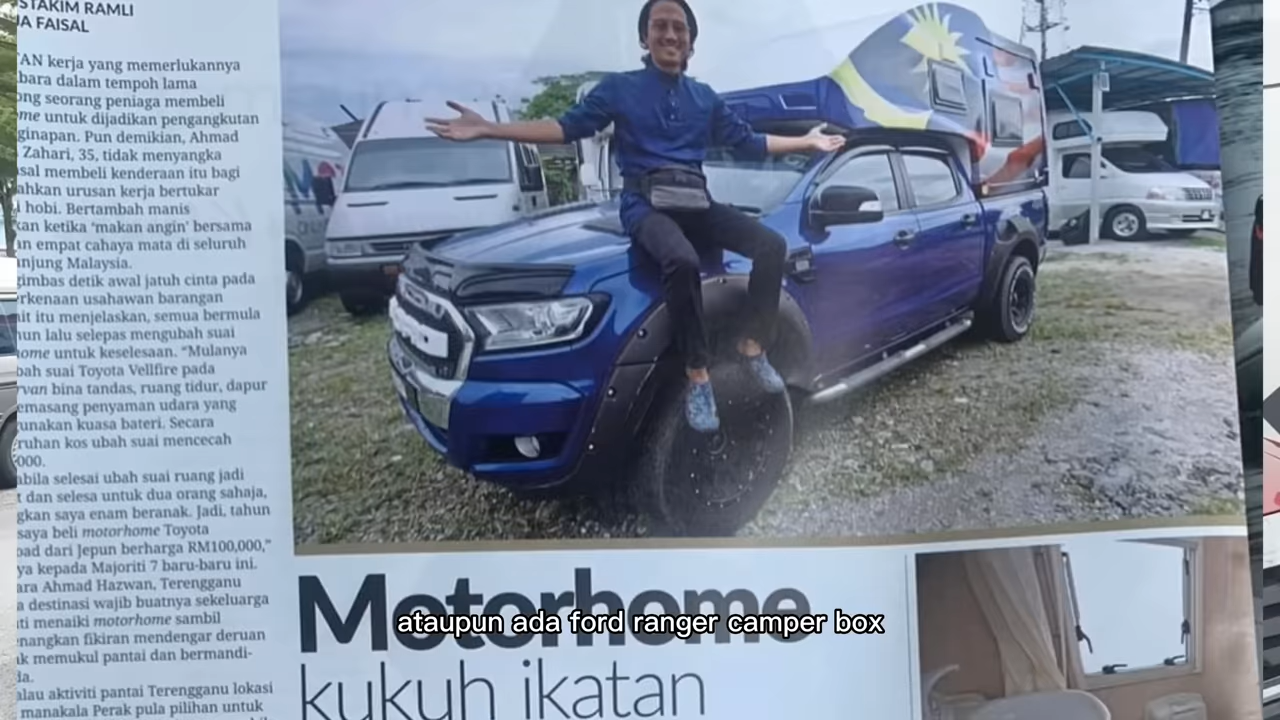 STAKIM RAMLI
JA FAISAL
AN kerja yang memerlukannya
bara dalam tempoh lama
ong seorang peniaga membeli
me untuk dijadikan pengangkutan
ginapan. Pun demikian, Ahmad
Zahari, 35, tidak menyangka
sal membeli kenderaan itu bagi
ahkan urusan kerja bertukar
hobi. Bertambah manis
kan ketika 'makan angin' bersama
n empat cahaya mata di seluruh
njung Malaysia.
imbas detik awal jatuh cinta pada
rkenaan usahawan barangan
it itu menjelaskan, semua bermula
un lalu selepas mengubah suai
ome untuk keselesaan. "Mulanya
bah suai Toyota Vellfire pada
rvan bina tandas, ruang tidur, dapur
emasang penyaman udara yang
unakan kuasa bateri. Secara
ruhan kos ubah suai mencecah
000.
abila selesai ubah suai ruang jadi
t dan selesa untuk dua orang sahaja,
gkan saya enam beranak. Jadi, tahun
saya beli motorhome Toyota
oad dari Jepun berharga RM100,000,"
ya kepada Majoriti 7 baru-baru ini.
ara Ahmad Hazwan, Terengganu
a destinasi wajib buatnya sekeluarga
ti menaiki motorhome sambil
nangkan fikiran mendengar deruan
k memukul pantai dan bermandi-
la.
alau aktiviti pantai Terengganu lokasi
manakala Perak pula pilihan untuk
Motorhome
kukuh ikatan
ataupun ada ford ranger camper box